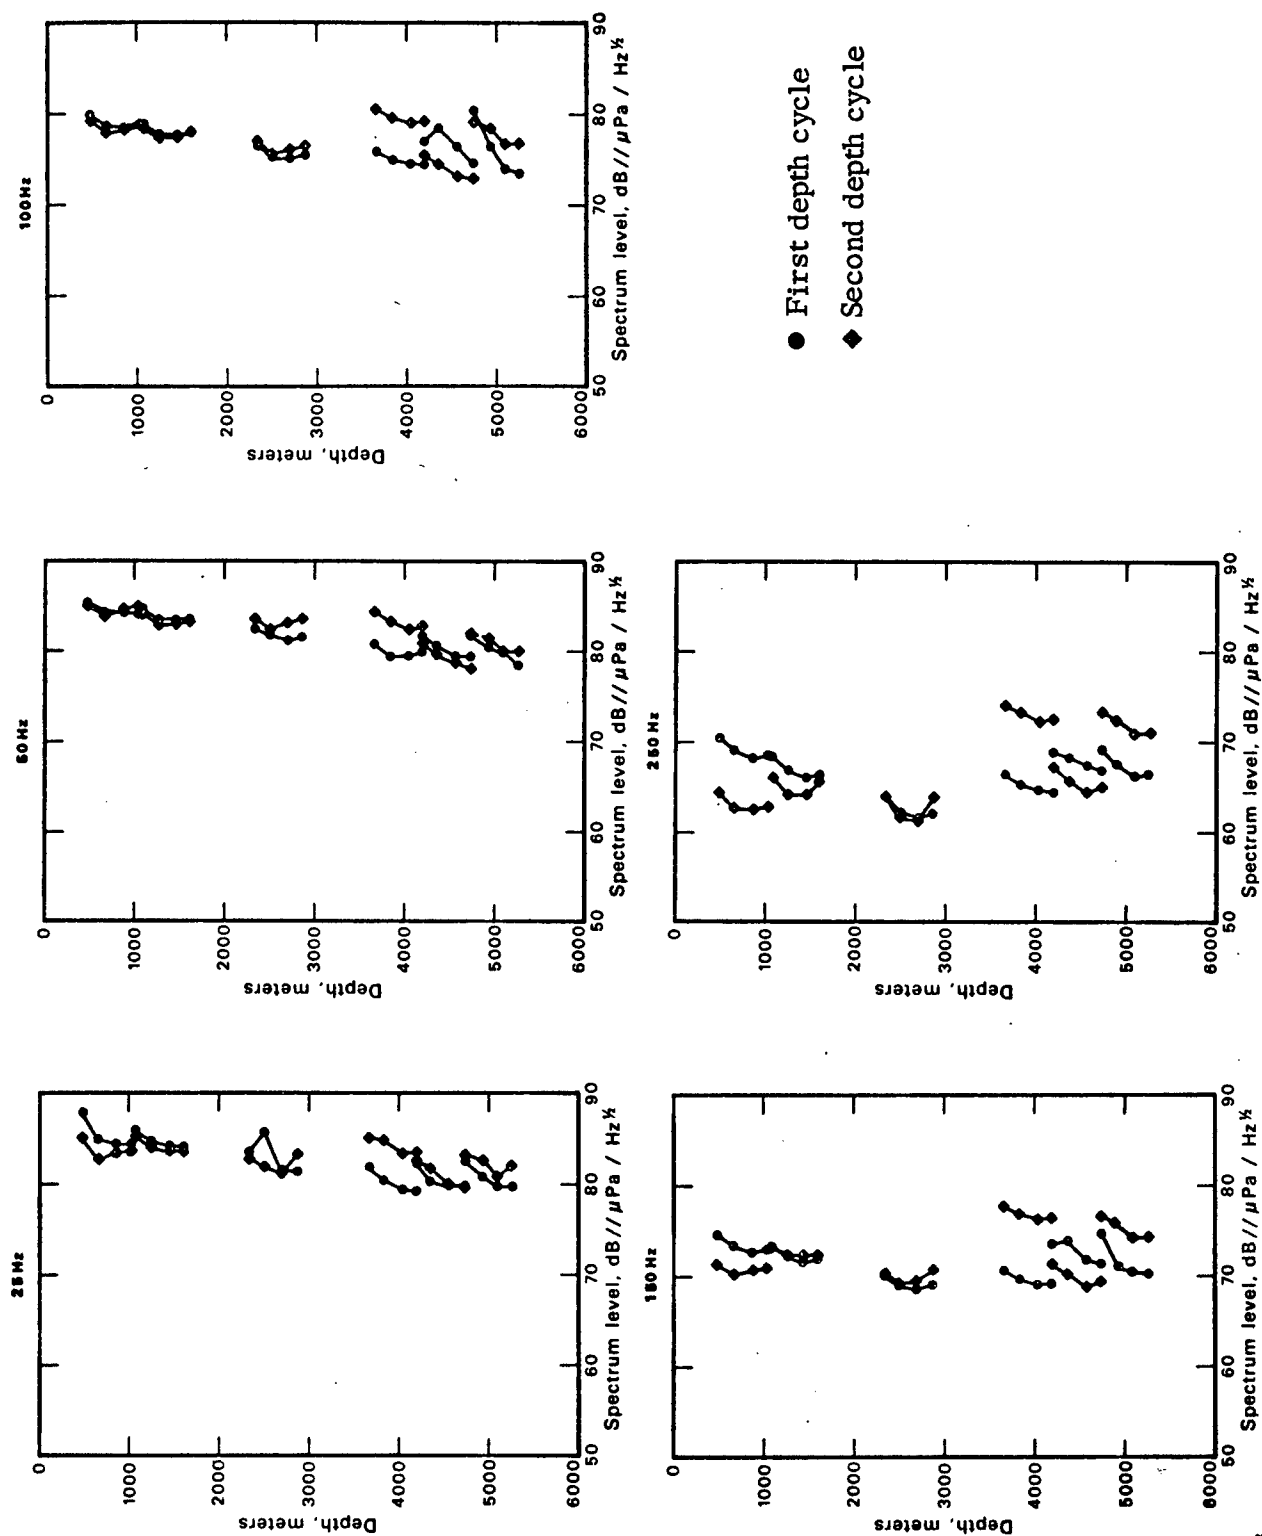 25Hz
0
1000
2000
3000
4000
5000
6000
Depth, meters
50 60 70 80 90
Spectrum level, dB//μPa / Hz½
50Hz
0
1000
2000
3000
4000
5000
6000
Depth, meters
50 60 70 80 90
Spectrum level, dB//μPa / Hz½
100Hz
0
1000
2000
3000
4000
5000
6000
Depth, meters
50 60 70 80 90
Spectrum level, dB//μPa / Hz½
150Hz
0
1000
2000
3000
4000
5000
6000
Depth, meters
50 60 70 80 90
Spectrum level, dB//μPa / Hz½
250Hz
0
1000
2000
3000
4000
5000
6000
Depth, meters
50 60 70 80 90
Spectrum level, dB//μPa / Hz½
● First depth cycle
◆ Second depth cycle